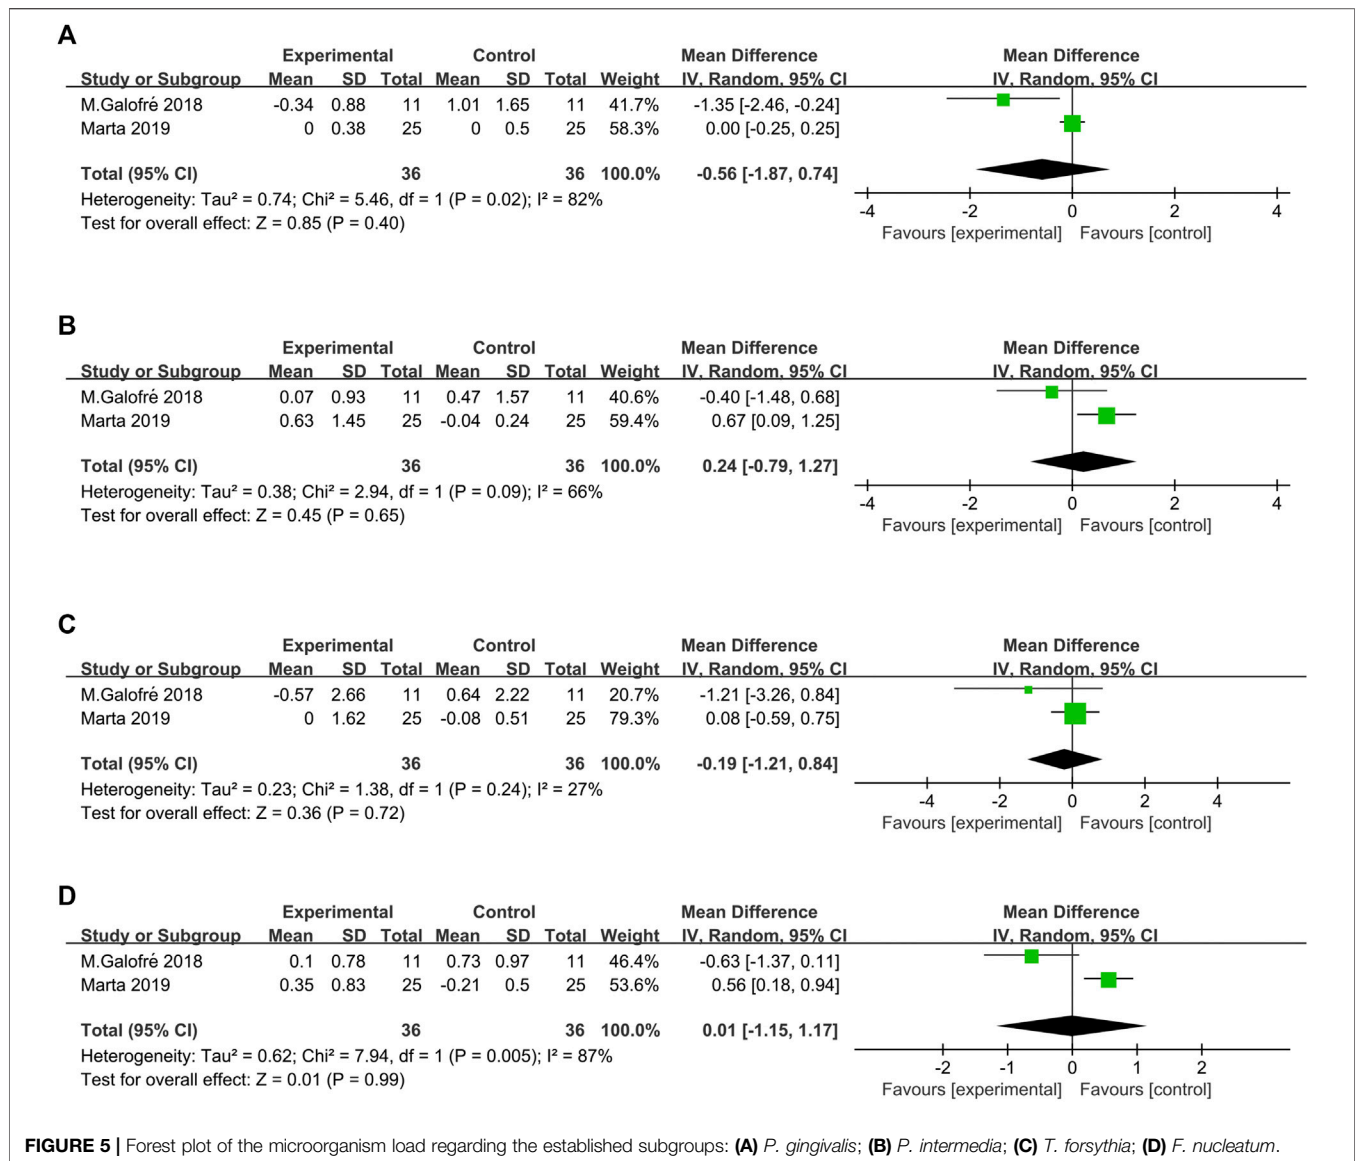 A
Experimental Control Mean Difference Mean Difference
Study or Subgroup Mean SD Total Mean SD Total Weight IV, Random, 95% CI IV, Random, 95% CI
M.Galofré 2018 -0.34 0.88 11 1.01 1.65 11 41.7% -1.35 [-2.46, -0.24]
Marta 2019 0 0.38 25 0 0.5 25 58.3% 0.00 [-0.25, 0.25]
Total (95% CI) 36 36 100.0% -0.56 [-1.87, 0.74]
Heterogeneity: Tau² = 0.74; Chi² = 5.46, df = 1 (P = 0.02); I² = 82%
Test for overall effect: Z = 0.85 (P = 0.40)
-4 -2 0 2 4
Favours [experimental] Favours [control]
B
Experimental Control Mean Difference Mean Difference
Study or Subgroup Mean SD Total Mean SD Total Weight IV, Random, 95% CI IV, Random, 95% CI
M.Galofré 2018 0.07 0.93 11 0.47 1.57 11 40.6% -0.40 [-1.48, 0.68]
Marta 2019 0.63 1.45 25 -0.04 0.24 25 59.4% 0.67 [0.09, 1.25]
Total (95% CI) 36 36 100.0% 0.24 [-0.79, 1.27]
Heterogeneity: Tau² = 0.38; Chi² = 2.94, df = 1 (P = 0.09); I² = 66%
Test for overall effect: Z = 0.45 (P = 0.65)
-4 -2 0 2 4
Favours [experimental] Favours [control]
C
Experimental Control Mean Difference Mean Difference
Study or Subgroup Mean SD Total Mean SD Total Weight IV, Random, 95% CI IV, Random, 95% CI
M.Galofré 2018 -0.57 2.66 11 0.64 2.22 11 20.7% -1.21 [-3.26, 0.84]
Marta 2019 0 1.62 25 -0.08 0.51 25 79.3% 0.08 [-0.59, 0.75]
Total (95% CI) 36 36 100.0% -0.19 [-1.21, 0.84]
Heterogeneity: Tau² = 0.23; Chi² = 1.38, df = 1 (P = 0.24); I² = 27%
Test for overall effect: Z = 0.36 (P = 0.72)
-4 -2 0 2 4
Favours [experimental] Favours [control]
D
Experimental Control Mean Difference Mean Difference
Study or Subgroup Mean SD Total Mean SD Total Weight IV, Random, 95% CI IV, Random, 95% CI
M.Galofré 2018 0.1 0.78 11 0.73 0.97 11 46.4% -0.63 [-1.37, 0.11]
Marta 2019 0.35 0.83 25 -0.21 0.5 25 53.6% 0.56 [0.18, 0.94]
Total (95% CI) 36 36 100.0% 0.01 [-1.15, 1.17]
Heterogeneity: Tau² = 0.62; Chi² = 7.94, df = 1 (P = 0.005); I² = 87%
Test for overall effect: Z = 0.01 (P = 0.99)
-2 -1 0 1 2
Favours [experimental] Favours [control]
FIGURE 5 | Forest plot of the microorganism load regarding the established subgroups: (A) P. gingivalis; (B) P. intermedia; (C) T. forsythia; (D) F. nucleatum.